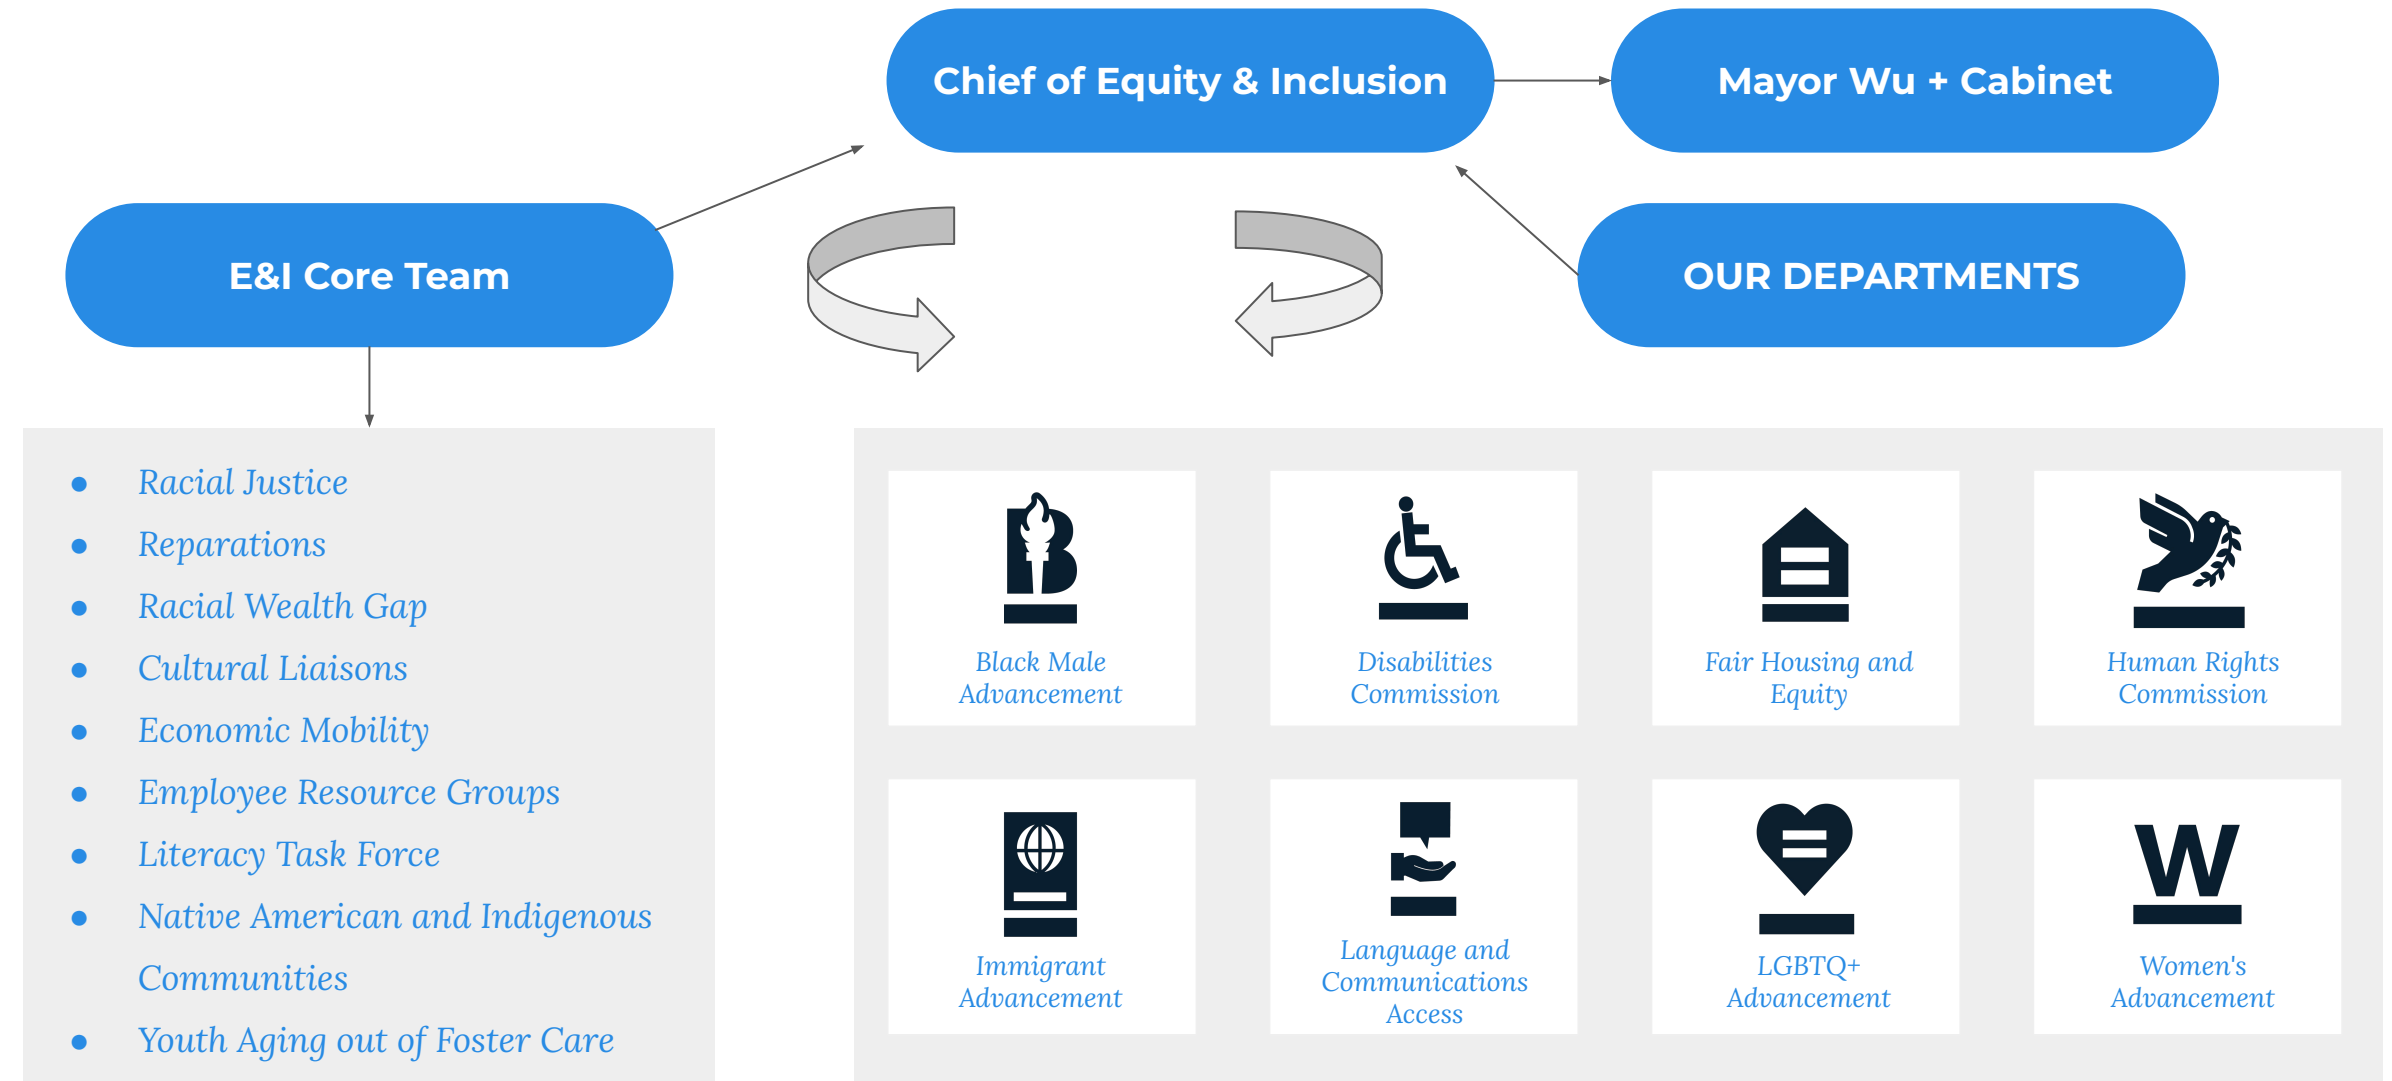 Chief of Equity & Inclusion
Mayor Wu + Cabinet
E&I Core Team
OUR DEPARTMENTS
● Racial Justice
● Reparations
● Racial Wealth Gap
● Cultural Liaisons
● Economic Mobility
● Employee Resource Groups
● Literacy Task Force
● Native American and Indigenous
Communities
● Youth Aging out of Foster Care
B
Black Male
Advancement
Disabilities
Commission
Fair Housing and
Equity
Human Rights
Commission
Immigrant
Advancement
Language and
Communications
Access
LGBTQ+
Advancement
W
Women's
Advancement